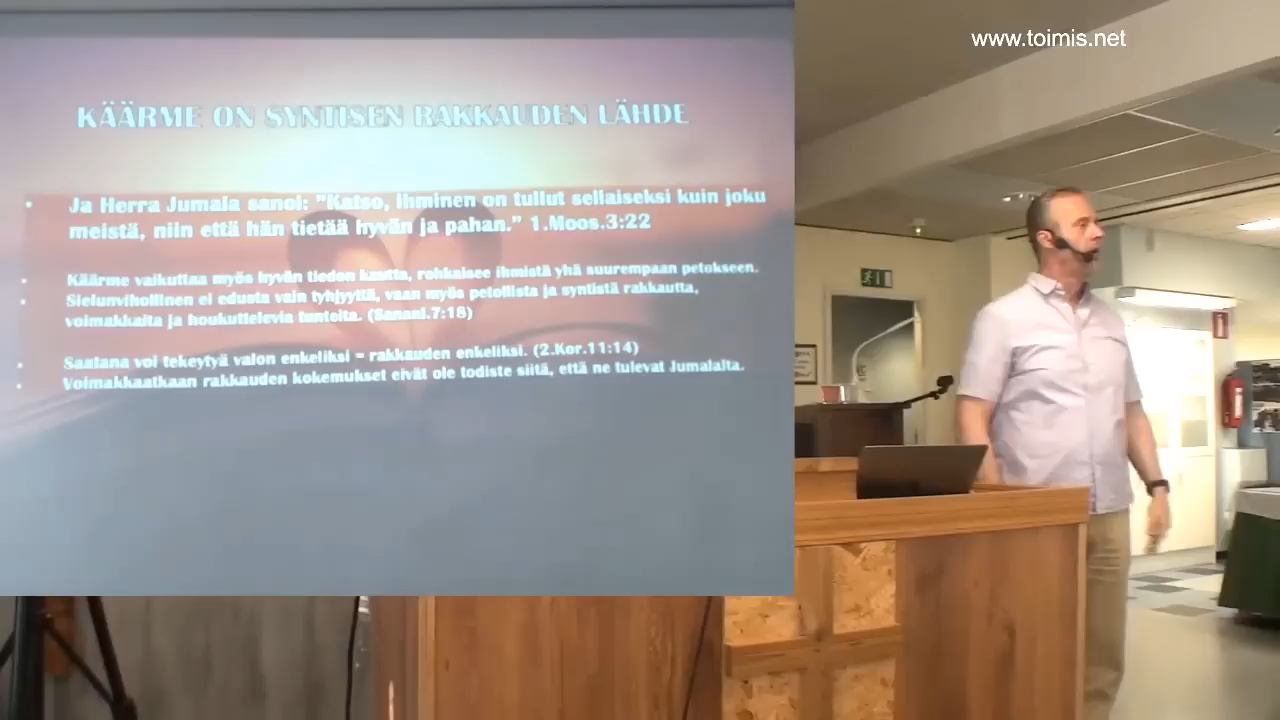 www.toimis.net
KÄÄRME ON SYNTISEN RAKKAUDEN LÄHDE
• Ja Herra Jumala sanoi: "Katso, ihminen on tullut sellaiseksi kuin joku
meistä, niin että hän tietää hyvän ja pahan." 1.Moos.3:22
• Käärme vaikuttaa myös hyvän tiedon kautta, rohkaisee ihmistä yhä suurempaan petokseen.
• Sielunvihollinen ei edusta vain tyhjyyttä, vaan myös petollista ja syntistä rakkautta,
voimakkaita ja houkuttelevia tunteita. (Sananl.7:18)
• Saatana voi tekeytyä valon enkeliksi = rakkauden enkeliksi. (2.Kor.11:14)
• Voimakkaatkaan rakkauden kokemukset eivät ole todiste siitä, että ne tulevat Jumalalta.